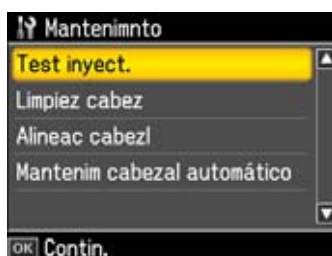 Mantenimnto
Test inyect.
Limpiez cabez
Alineac cabezl
Mantenim cabezal automático
OK Contin.